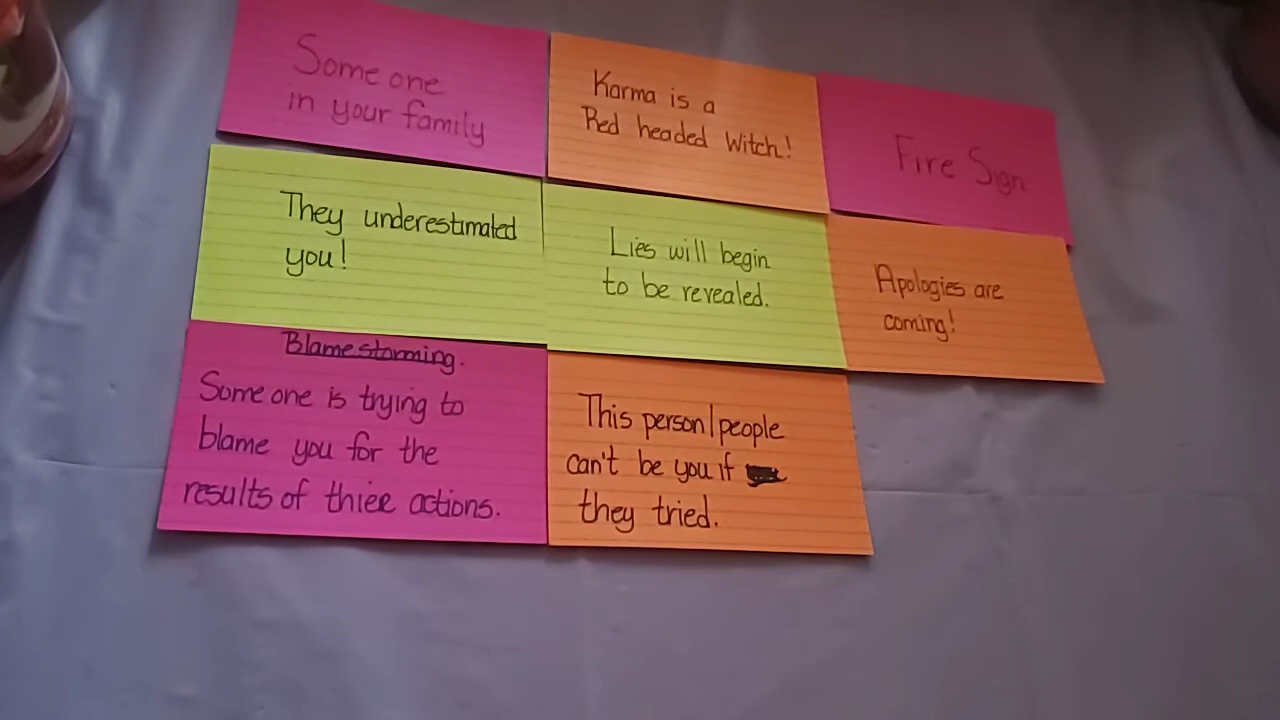 Some one
in your family
Karma is a
Red headed Witch!
Fire Sign
They underestimated
you!
Lies will begin
to be revealed.
Apologies are
coming!
Blamestorming.
Some one is trying to
blame you for the
results of thier actions.
This person/people
can't be you if
they tried.